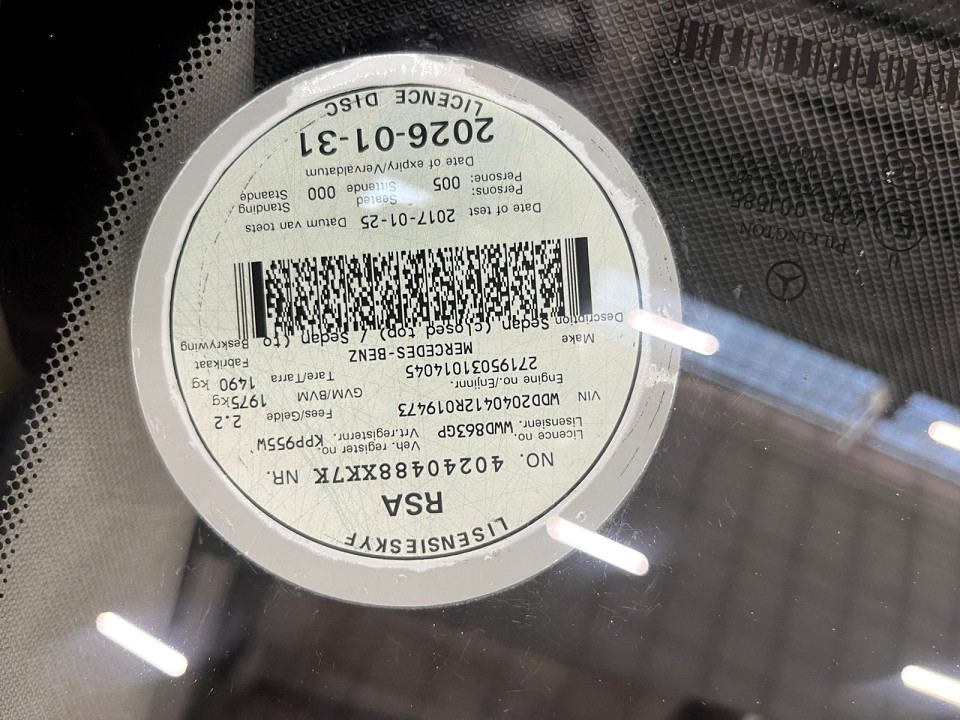 LISENSIESKYF
RSA
NO. 4024048XK7K NR.
Licence no. WWD863GP Veh. register no. KPP955W
Lisensienr. Vrt.registernr.
VIN WDD2040412R019473 Fees/Gelde 2.2
Engine no./Enjinnr. GVM/BVM 1975kg
27195031014045 Tare/Tarra 1490 kg
Make MERCEDES-BENZ Fabrikaat
Description Sedan (closed top) / Sedan (to Beskrywing
Date of test 2017-01-25 Datum van toets
Persons: 005 Seated 000 Standing
Persone: Sittende Staande
Date of expiry/Vervaldatum
2026-01-31
LICENCE DISC
PILKINGTON